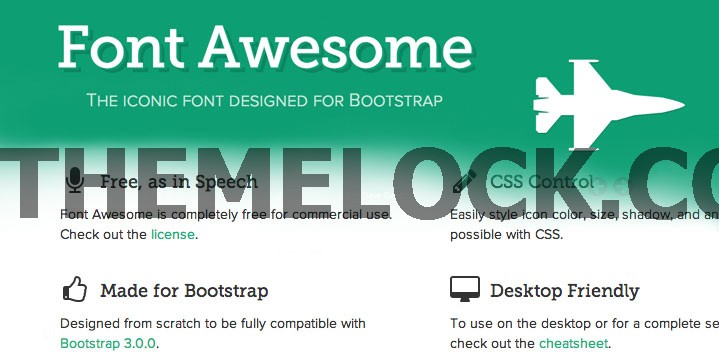 Font Awesome
The iconic font designed for Bootstrap
THEMELOCK.CO
Free, as in Speech
Font Awesome is completely free for commercial use.
Check out the license.
CSS Control
Easily style icon color, size, shadow, and an
possible with CSS.
Made for Bootstrap
Designed from scratch to be fully compatible with
Bootstrap 3.0.0.
Desktop Friendly
To use on the desktop or for a complete se
check out the cheatsheet.